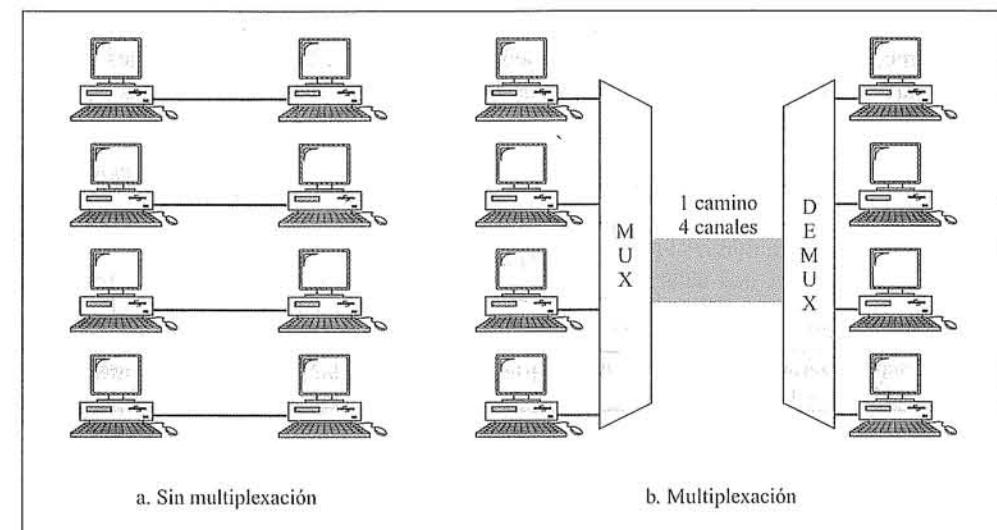 1 camino
4 canales
M
U
X
D
E
M
U
X
a. Sin multiplexación
b. Multiplexación